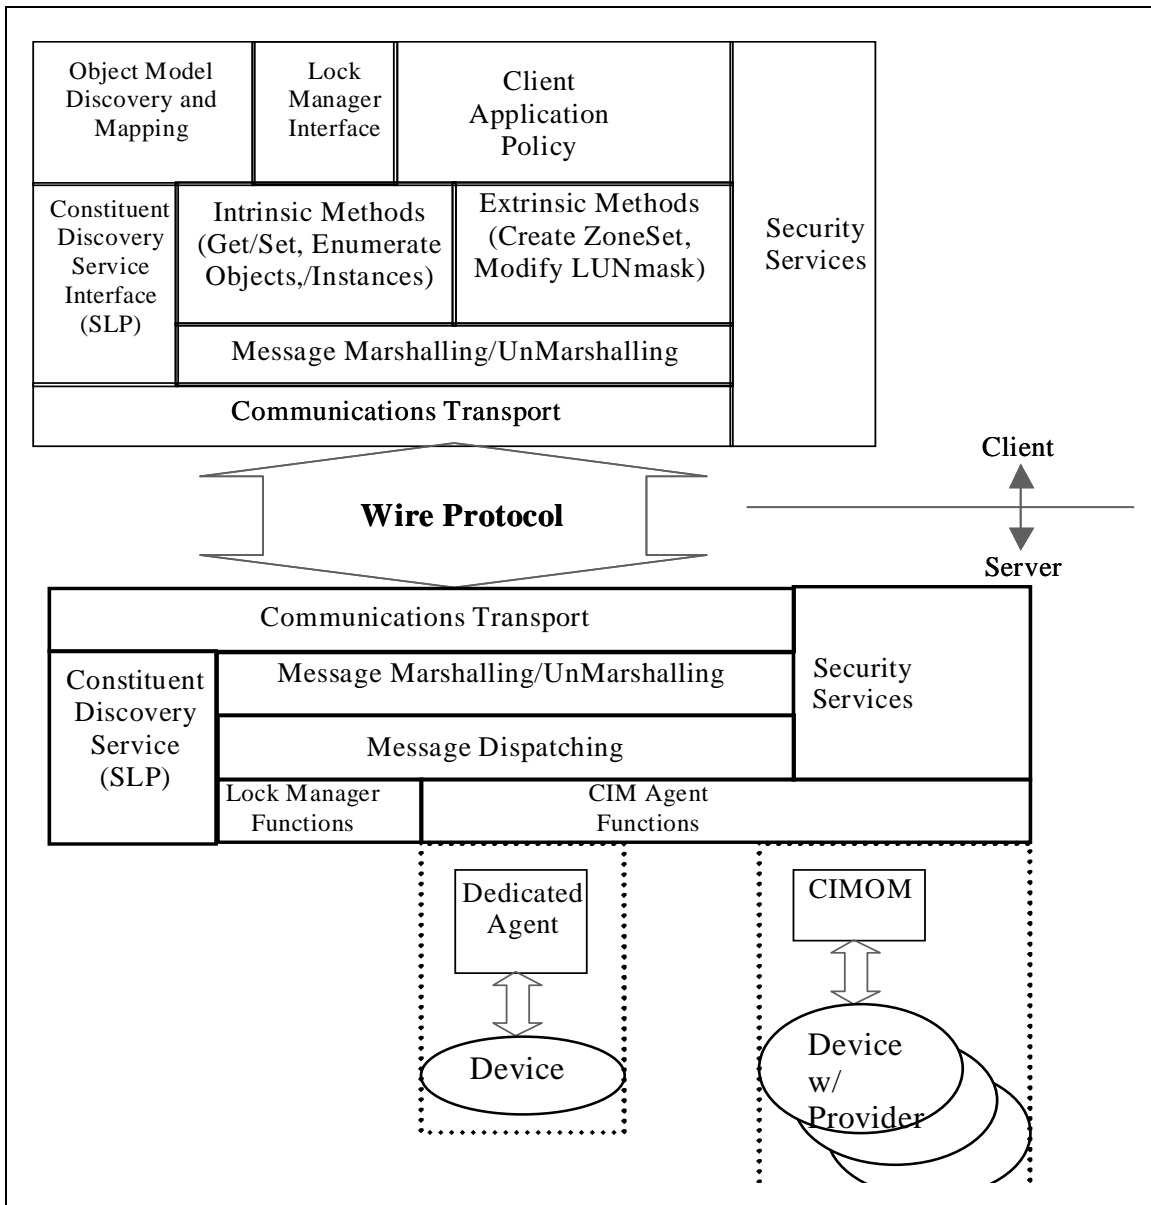 Object Model
Discovery and
Mapping
Lock
Manager
Interface
Client
Application
Policy
Security
Services
Constituent
Discovery
Service
Interface
(SLP)
Intrinsic Methods
(Get/Set, Enumerate
Objects,/Instances)
Extrinsic Methods
(Create ZoneSet,
Modify LUNmask)
Message Marshalling/UnMarshalling
Communications Transport
Client
Wire Protocol
Server
Communications Transport
Constituent
Discovery
Service
(SLP)
Message Marshalling/UnMarshalling
Security
Services
Message Dispatching
Lock Manager
Functions
CIM Agent
Functions
Dedicated
Agent
CIMOM
Device
Device
w/
Provider